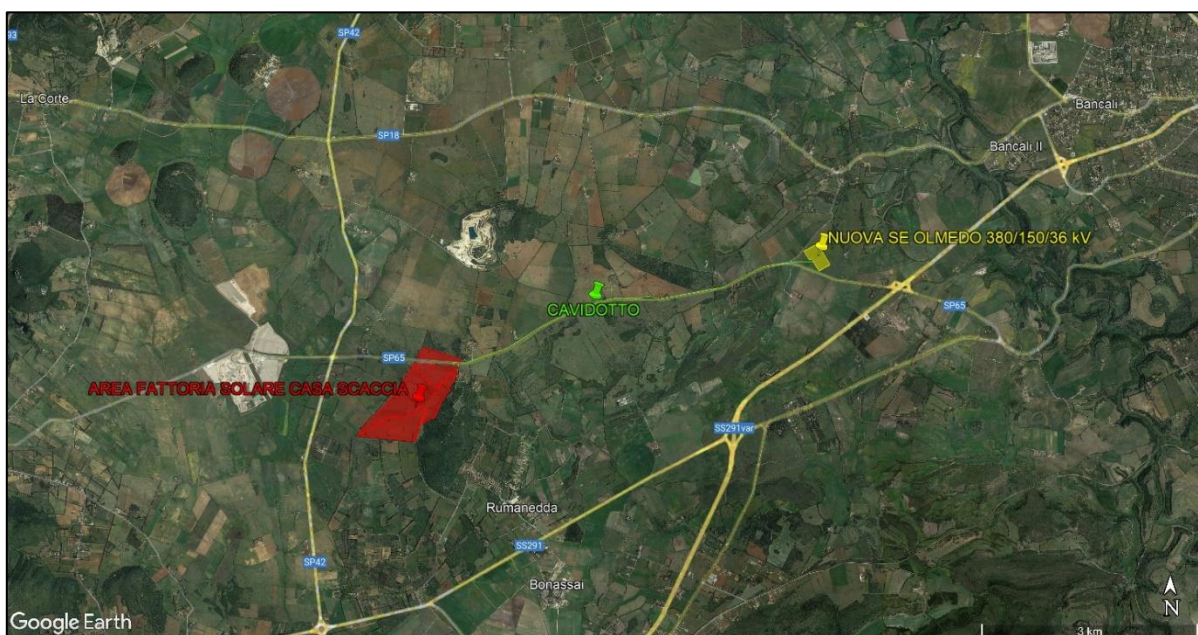 93
SP42
La Corte
SP18
Bancali
Bancali II
NUOVA SE OLMEDO 380/150/36 kV
CAVIDOTTO
SP65
SP65
AREA FATTORIA SOLARE CASA SCACCIA
SS291var
Rumanedda
SS291
SP42
Bonassai
Google Earth
N
3 km